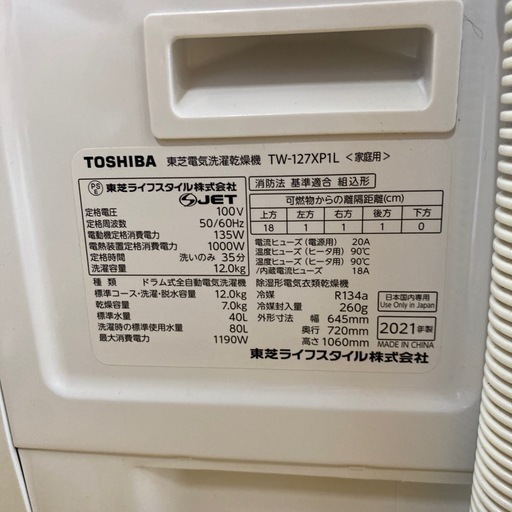 TOSHIBA 東芝電気洗濯乾燥機 TW-127XP1L <家庭用>
PS E 東芝ライフスタイル株式会社
JET
定格電圧 100V
定格周波数 50/60Hz
電動機定格消費電力 135W
電熱装置定格消費電力 1000W
定格時間 洗いのみ 35分
洗濯容量 12.0kg
消防法 基準適合 組込形
可燃物からの離隔距離(cm)
上方 左方 右方 後方 下方
18 1 1 1 0
電流ヒューズ(電源用) 20A
温度ヒューズ(ヒータ用) 90℃
温度ヒューズ(ヒータ用) 90℃
/内蔵電流ヒューズ 18A
種類 ドラム式全自動電気洗濯機
標準コース・洗濯・脱水容量 12.0kg
乾燥容量 7.0kg
標準水量 40L
洗濯時の標準使用水量 80L
最大消費電力 1190W
除湿形電気衣類乾燥機
冷媒 R134a
冷媒封入量 260g
外形寸法 幅 645mm
奥行 720mm
高さ 1060mm
日本国内専用
Use Only in Japan
2021年製
MADE IN CHINA
東芝ライフスタイル株式会社